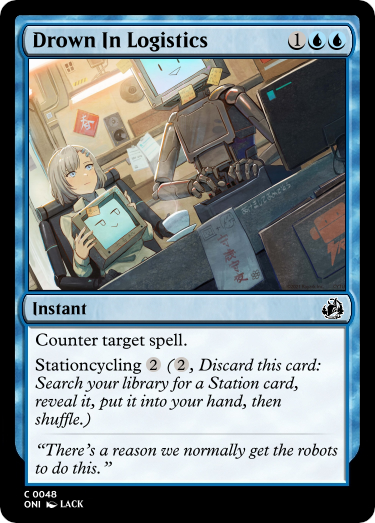 Drown In Logistics 1
Instant
Counter target spell.
Stationcycling 2 (2, Discard this card:
Search your library for a Station card,
reveal it, put it into your hand, then
shuffle.)
"There's a reason we normally get the robots
to do this."
C 0048
ONI LACK